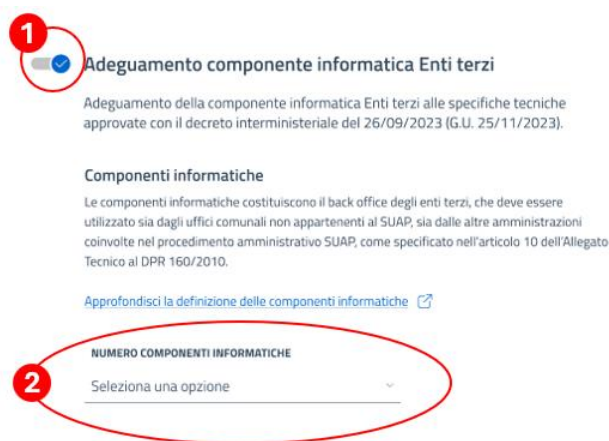 1
Adeguamento componente informatica Enti terzi
Adeguamento della componente informatica Enti terzi alle specifiche tecniche
approvate con il decreto interministeriale del 26/09/2023 (G.U. 25/11/2023).
Componenti informatiche
Le componenti informatiche costituiscono il back office degli enti terzi, che deve essere
utilizzato sia dagli uffici comunali non appartenenti al SUAP, sia dalle altre amministrazioni
coinvolte nel procedimento amministrativo SUAP, come specificato nell'articolo 10 dell'Allegato
Tecnico al DPR 160/2010.
Approfondisci la definizione delle componenti informatiche
NUMERO COMPONENTI INFORMATICHE
2
Seleziona una opzione